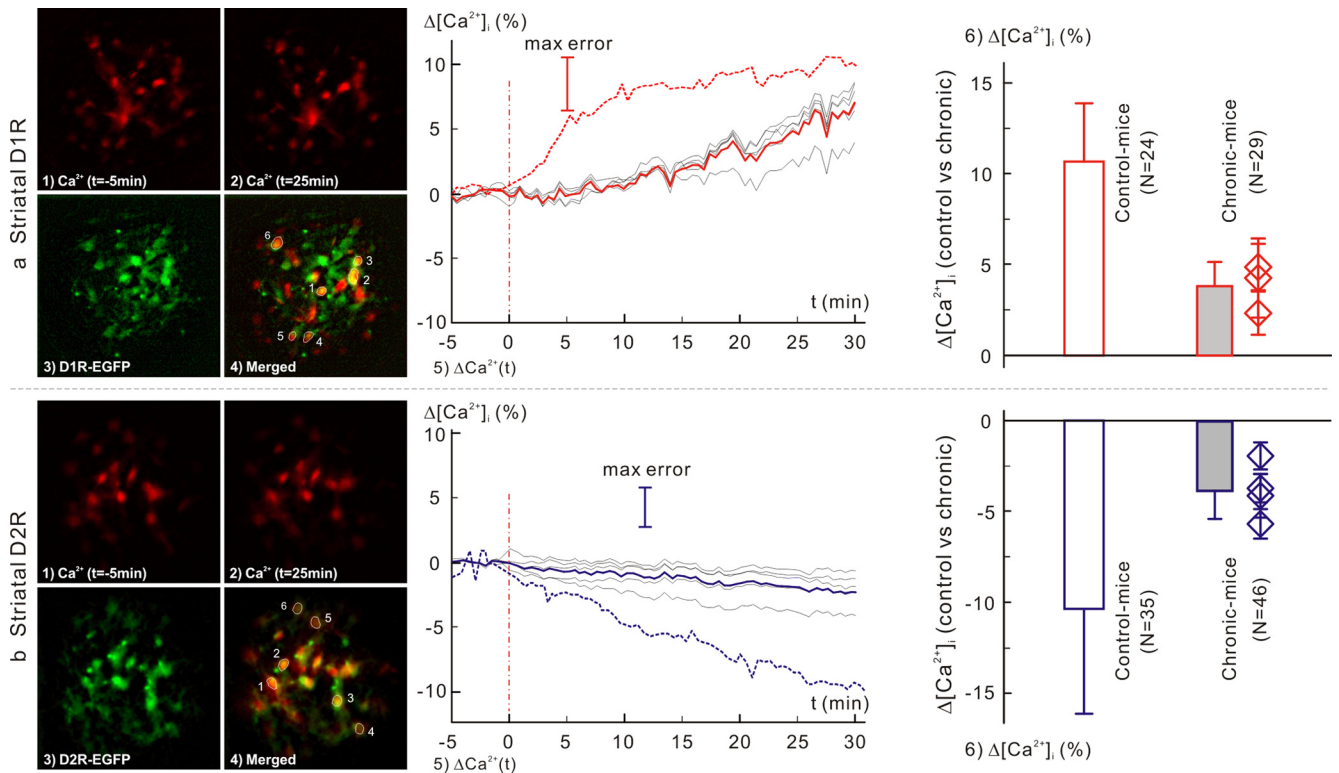 a Striatal D1R
1) Ca²⁺ (t=-5min)
2) Ca²⁺ (t=25min)
3) D1R-EGFP
4) Merged
6
3
1
2
5
4
Δ[Ca²⁺]ᵢ (%)
max error
10
5
0
-5
-10
t (min)
-5 0 5 10 15 20 25 30
5) ΔCa²⁺(t)
6) Δ[Ca²⁺]ᵢ (%)
Δ[Ca²⁺]ᵢ (control vs chronic)
15
10
5
0
Control-mice
(N=24)
Chronic-mice
(N=29)
b Striatal D2R
1) Ca²⁺ (t=-5min)
2) Ca²⁺ (t=25min)
3) D2R-EGFP
4) Merged
6
5
2
1
3
4
Δ[Ca²⁺]ᵢ (%)
max error
10
5
0
-5
-10
t (min)
-5 0 5 10 15 20 25 30
5) ΔCa²⁺(t)
Δ[Ca²⁺]ᵢ (control vs chronic)
0
-5
-10
-15
Control-mice
(N=35)
Chronic-mice
(N=46)
6) Δ[Ca²⁺]ᵢ (%)